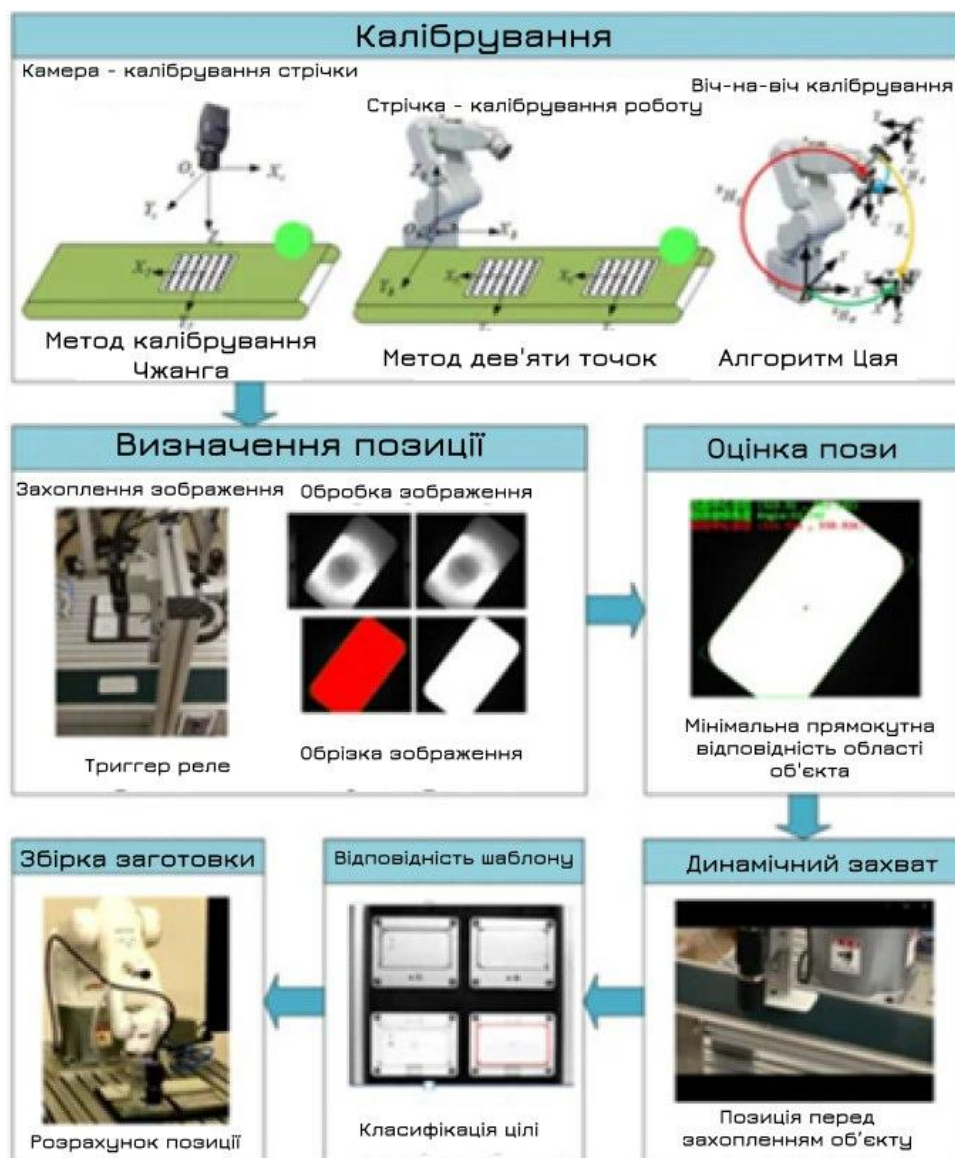 Калібрування
Камера - калібрування стрічки
Стрічка - калібрування роботу
Віч-на-віч калібрування
Метод калібрування
Чжанга
Метод дев'яти точок
Алгоритм Цая
Визначення позиції
Захоплення зображення
Обробка зображення
Триггер реле
Обрізка зображення
Оцінка пози
Мінімальна прямокутна
відповідність області
об'єкта
Збірка заготовки
Розрахунок позиції
Відповідність шаблону
Класифікація цілі
Динамічний захват
Позиція перед
захопленням об'єкту